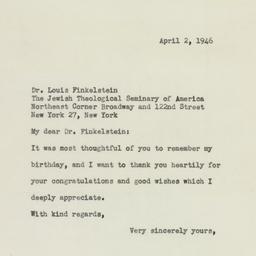 April 2, 1946
Dr. Louis Finkelstein
The Jewish Theological Seminary of America
Northeast Corner Broadway and 122nd Street
New York 27, New York
My dear Dr. Finkelstein:
It was most thoughtful of you to remember my
birthday, and I want to thank you heartily for
your congratulations and good wishes which I
deeply appreciate.
With kind regards,
Very sincerely yours,